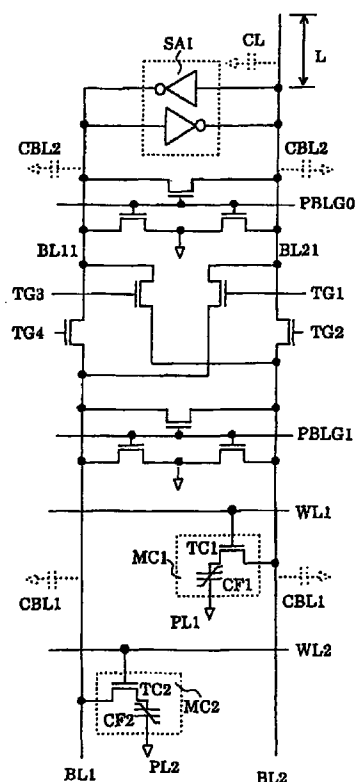 SA1
CL
L
CBL2
CBL2
PBLG0
BL11
BL21
TG3
TG1
TG4
TG2
PBLG1
WL1
MC1
TC1
CF1
CBL1
CBL1
PL1
WL2
TC2
MC2
CF2
PL2
BL1
BL2